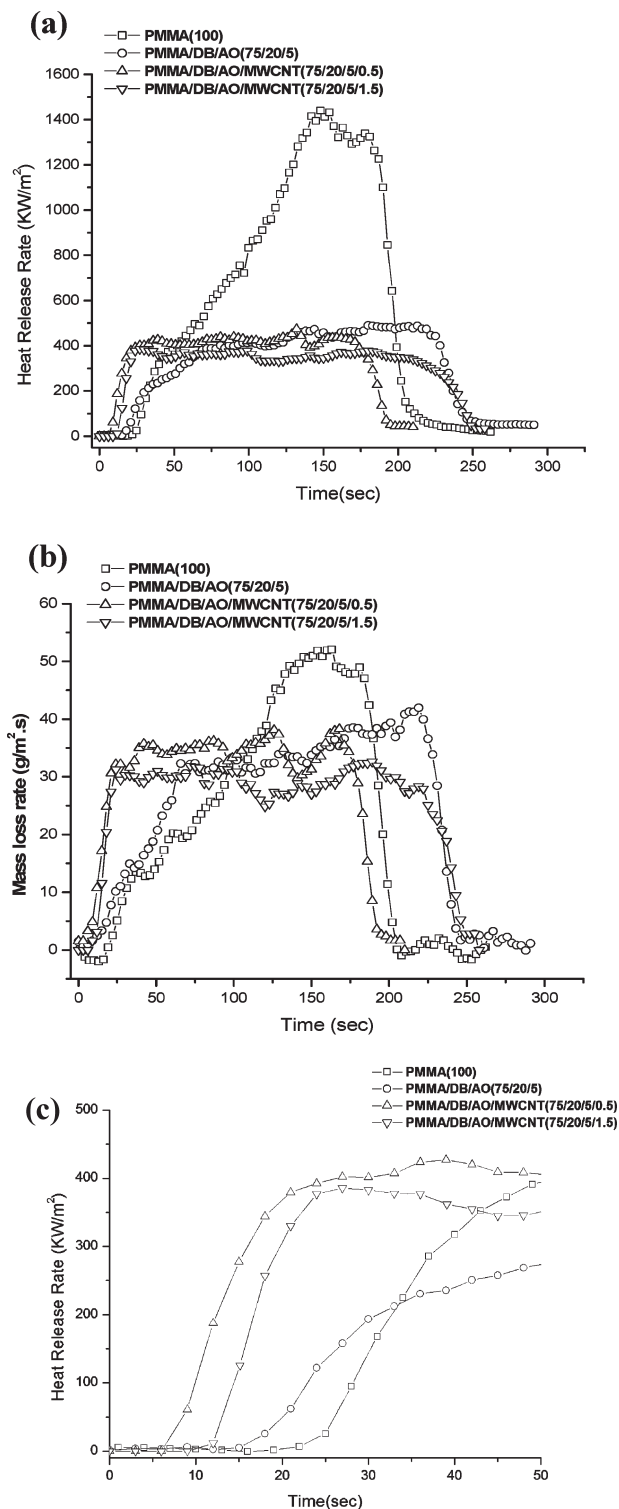 (a)
PMMA(100)
PMMA/DB/AO(75/20/5)
PMMA/DB/AO/MWCNT(75/20/5/0.5)
PMMA/DB/AO/MWCNT(75/20/5/1.5)
1600
1400
1200
1000
800
600
400
200
0
Heat Release Rate (KW/m²)
0 50 100 150 200 250 300
Time(sec)
(b)
PMMA(100)
PMMA/DB/AO(75/20/5)
PMMA/DB/AO/MWCNT(75/20/5/0.5)
PMMA/DB/AO/MWCNT(75/20/5/1.5)
60
50
40
30
20
10
0
Mass loss rate (g/m².s)
0 50 100 150 200 250 300
Time (sec)
(c)
PMMA(100)
PMMA/DB/AO(75/20/5)
PMMA/DB/AO/MWCNT(75/20/5/0.5)
PMMA/DB/AO/MWCNT(75/20/5/1.5)
500
400
300
200
100
0
Heat Release Rate (KW/m²)
0 10 20 30 40 50
Time(sec)